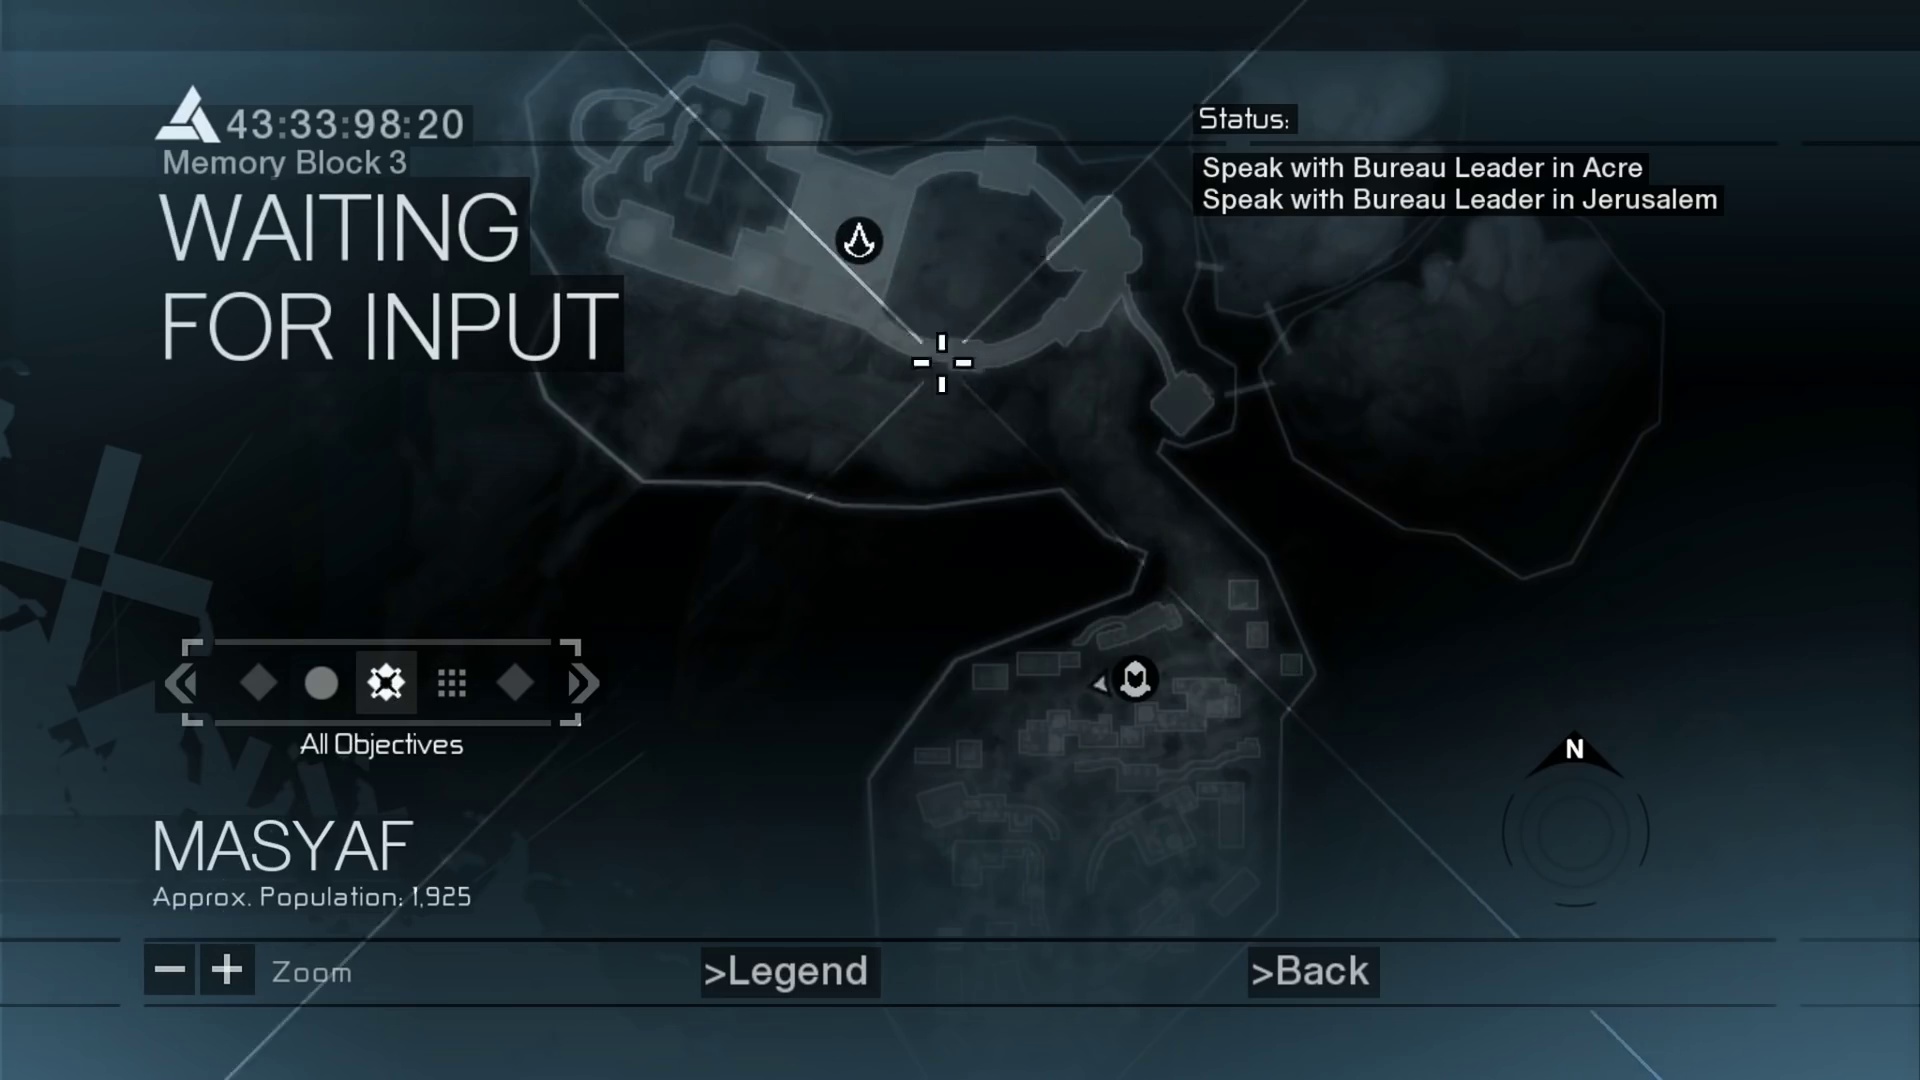 43:33:98:20
Memory Block 3
WAITING
FOR INPUT
Status:
Speak with Bureau Leader in Acre
Speak with Bureau Leader in Jerusalem
All Objectives
N
MASYAF
Approx. Population: 1,925
Zoom
>Legend
>Back